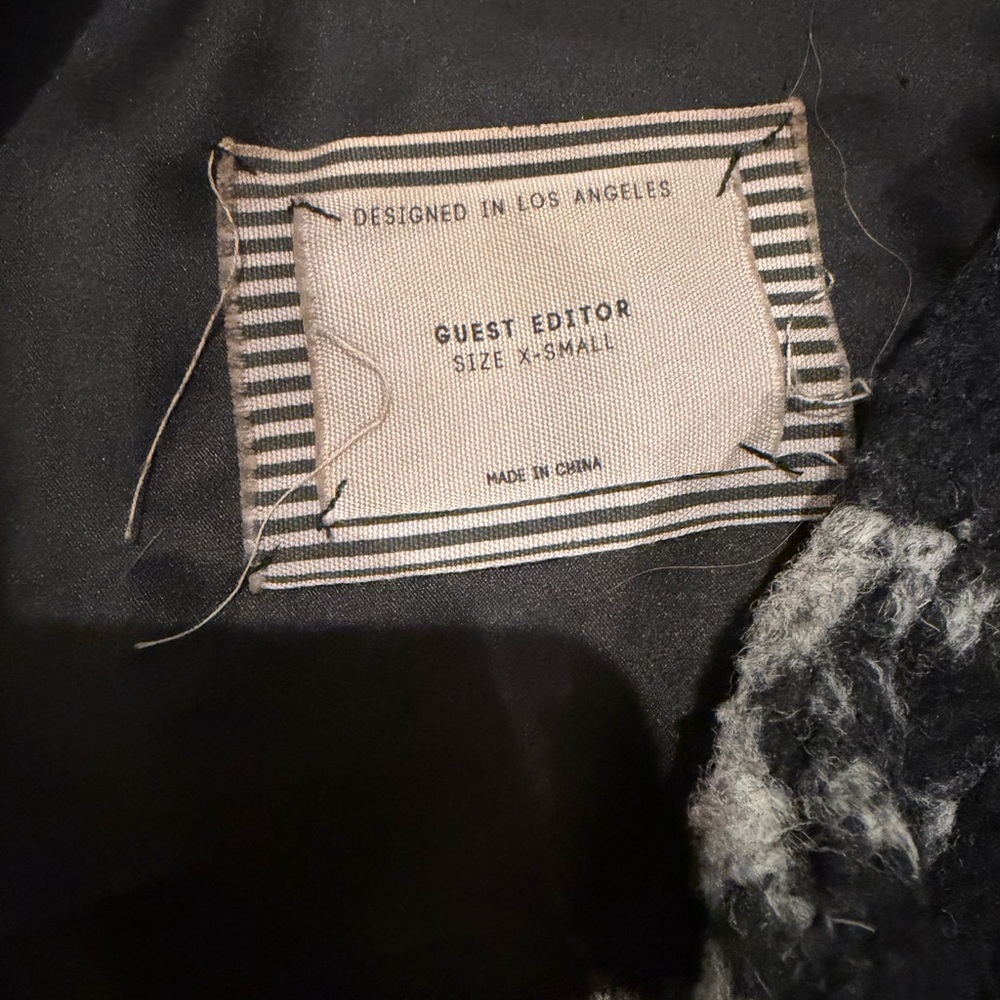 DESIGNED IN LOS ANGELES
GUEST EDITOR
SIZE X-SMALL
MADE IN CHINA